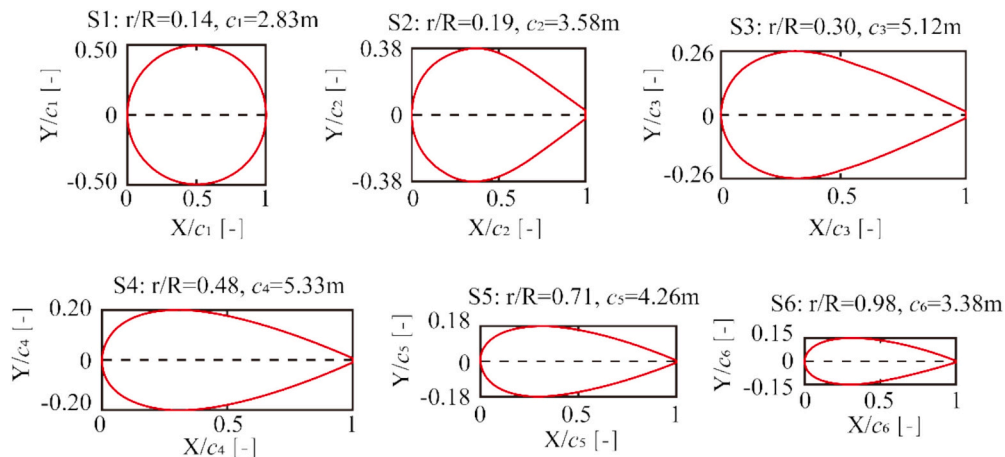 S1: r/R=0.14, c₁=2.83m
0.50
Y/c₁ [-]
0
-0.50
0 0.5 1
X/c₁ [-]
S2: r/R=0.19, c₂=3.58m
0.38
Y/c₂ [-]
0
-0.38
0 0.5 1
X/c₂ [-]
S3: r/R=0.30, c₃=5.12m
0.26
Y/c₃ [-]
0
-0.26
0 0.5 1
X/c₃ [-]
S4: r/R=0.48, c₄=5.33m
0.20
Y/c₄ [-]
0
-0.20
0 0.5 1
X/c₄ [-]
S5: r/R=0.71, c₅=4.26m
0.18
Y/c₅ [-]
0
-0.18
0 0.5 1
X/c₅ [-]
S6: r/R=0.98, c₆=3.38m
0.15
Y/c₆ [-]
0
-0.15
0 0.5 1
X/c₆ [-]